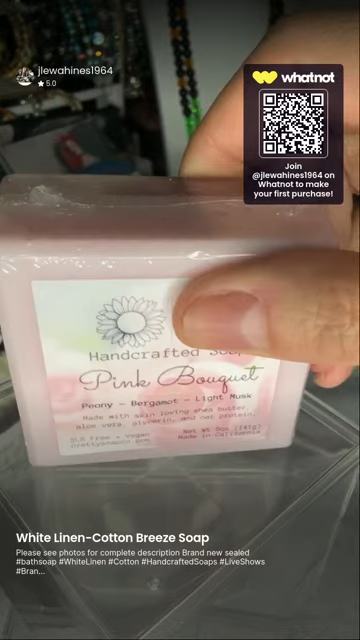 jlewahines1964
★ 5.0
whatnot
Join
@jlewahines1964 on
Whatnot to make
your first purchase!
Handcrafted
Pink Bouquet
Peony - Bergamot - Light Musk
Made with skin loving shea butter,
aloe vera, glycerin, and oat protein.
SLS Free + Vegan
Net Wt 5oz (141g)
Made in California
White Linen-Cotton Breeze Soap
Please see photos for complete description Brand new sealed
#bathsoap #WhiteLinen #Cotton #HandcraftedSoaps #LiveShows
#Bran...